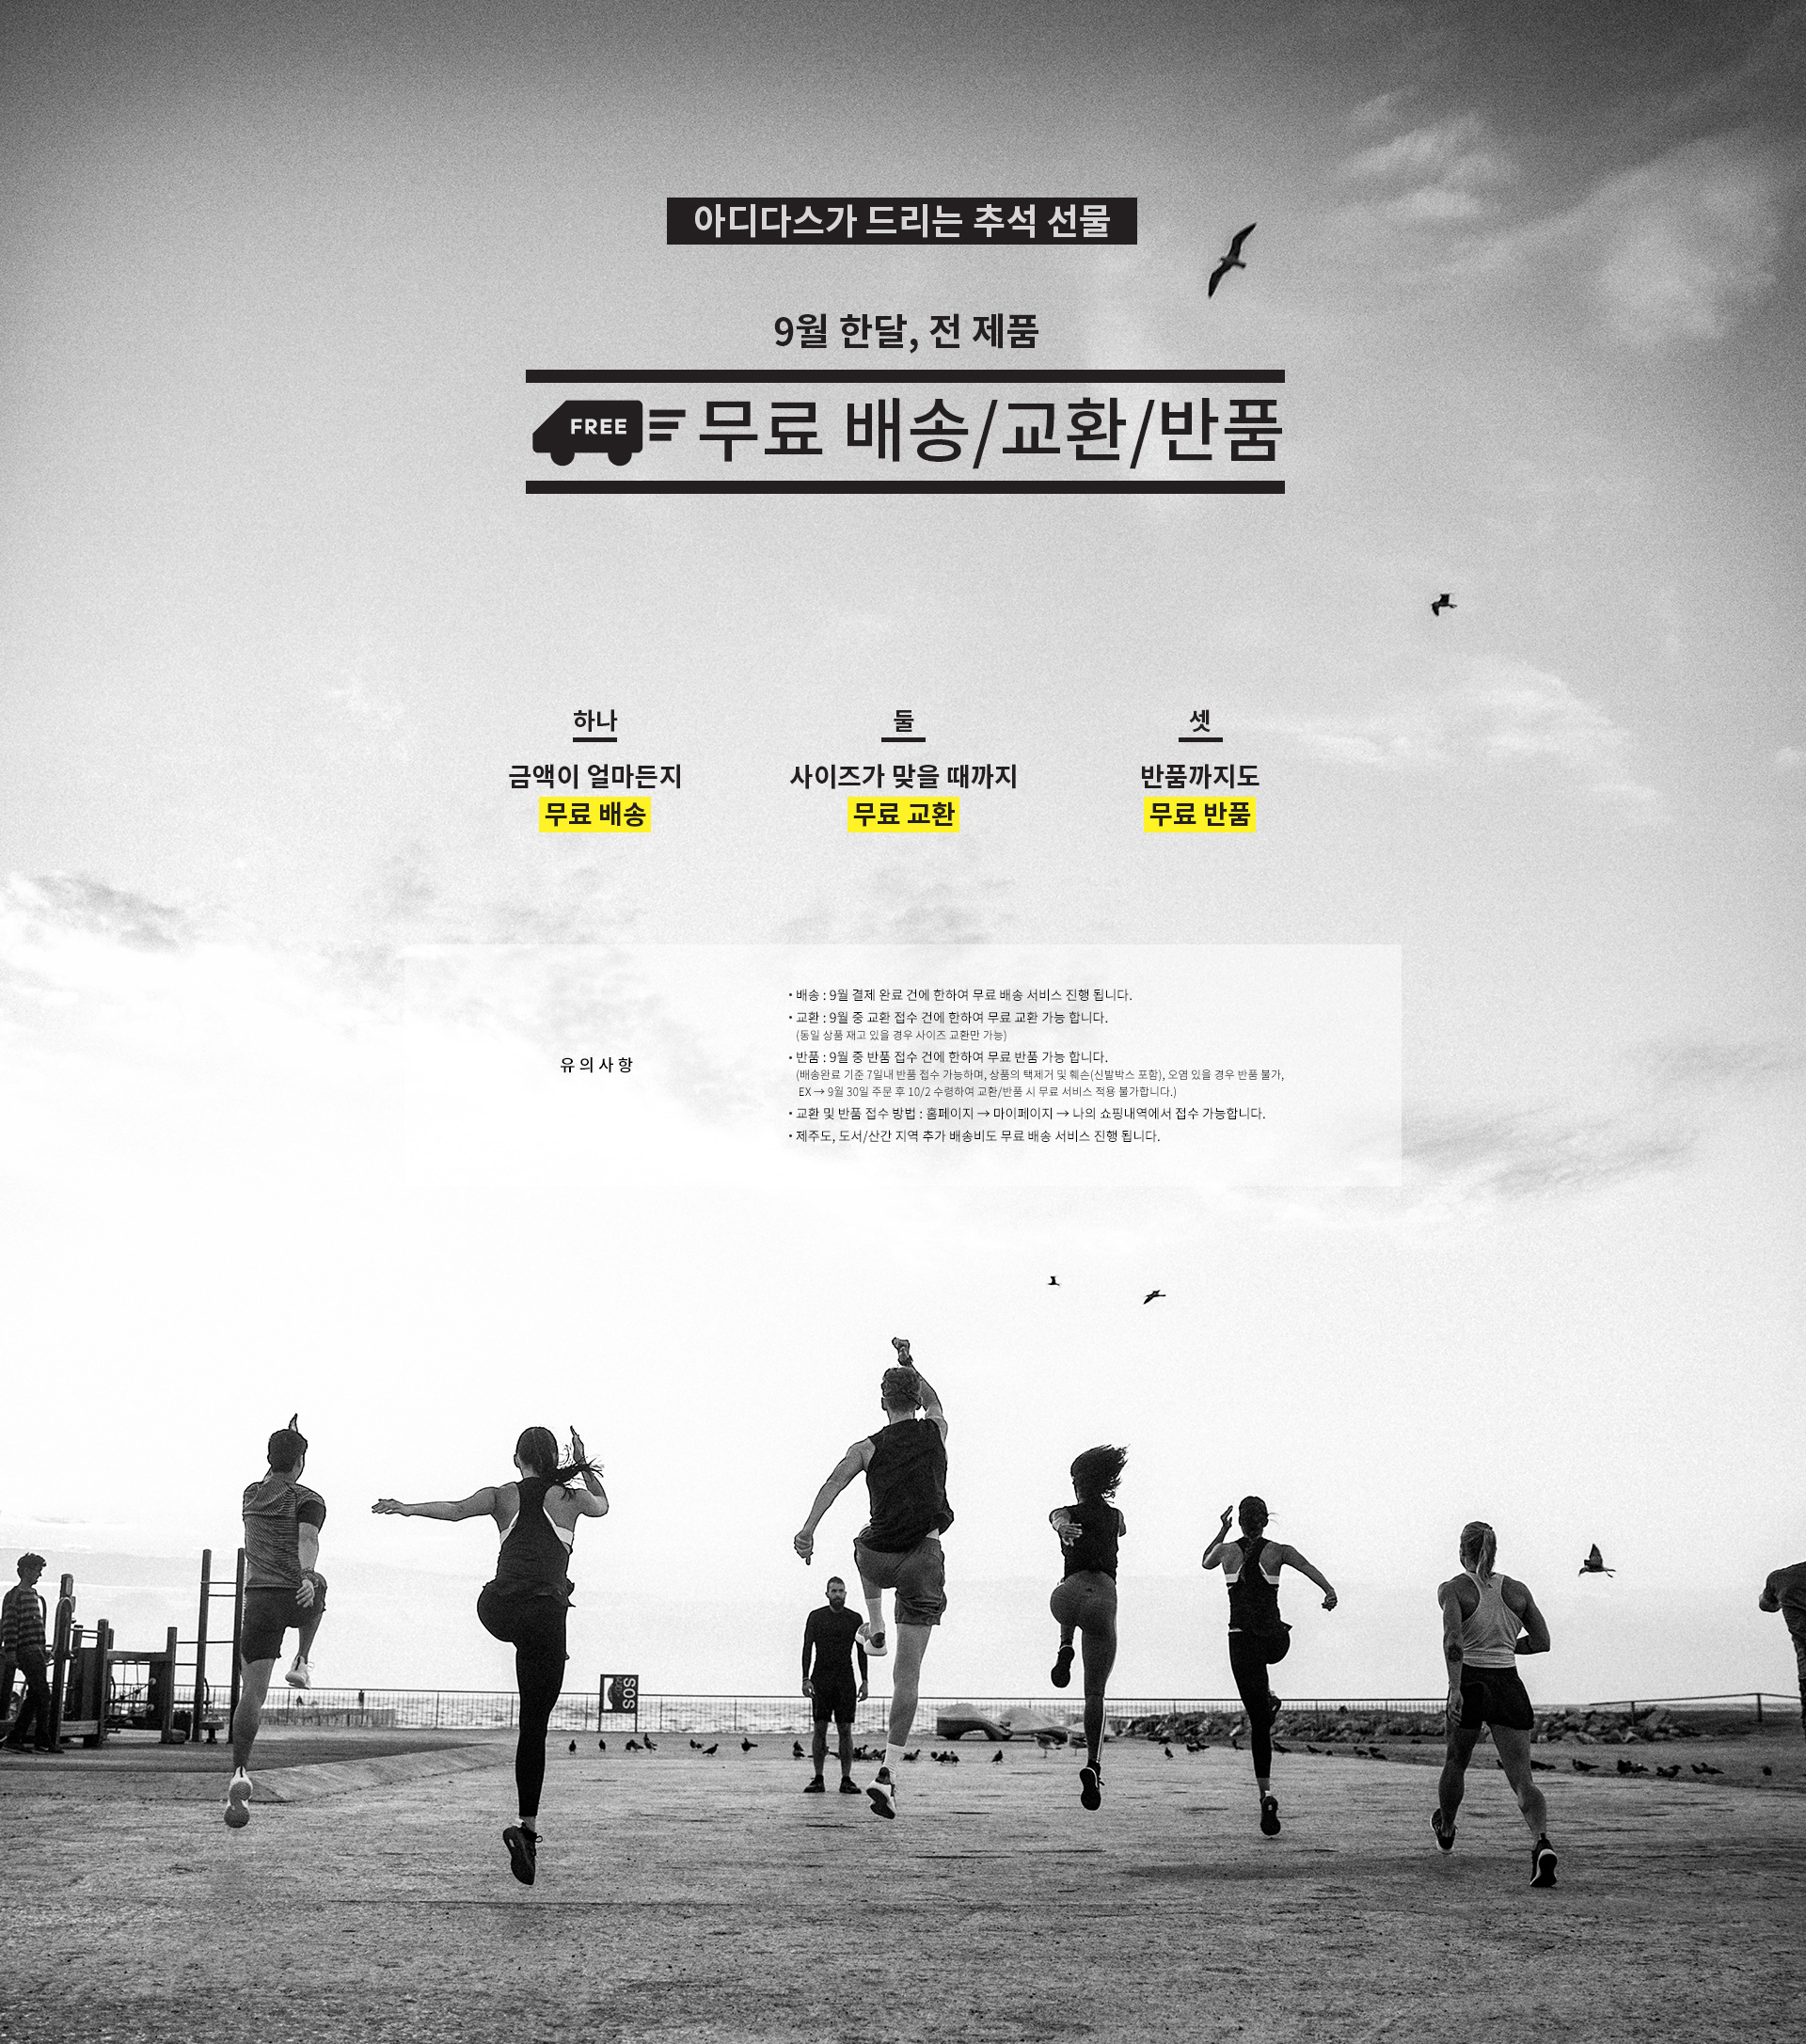 아디다스가 드리는 추석 선물
9월 한달, 전 제품
FREE 무료 배송/교환/반품
하나
금액이 얼마든지
무료 배송
둘
사이즈가 맞을 때까지
무료 교환
셋
반품까지도
무료 반품
유의사항
• 배송 : 9월 결제 완료 건에 한하여 무료 배송 서비스 진행 됩니다.
• 교환 : 9월 중 교환 접수 건에 한하여 무료 교환 가능 합니다.
(동일 상품 재고 있을 경우 사이즈 교환만 가능)
• 반품 : 9월 중 반품 접수 건에 한하여 무료 반품 가능 합니다.
(배송완료 기준 7일내 반품 접수 가능하며, 상품의 택제거 및 훼손(신발박스 포함), 오염 있을 경우 반품 불가,
EX → 9월 30일 주문 후 10/2 수령하여 교환/반품 시 무료 서비스 적용 불가합니다.)
• 교환 및 반품 접수 방법 : 홈페이지 → 마이페이지 → 나의 쇼핑내역에서 접수 가능합니다.
• 제주도, 도서/산간 지역 추가 배송비도 무료 배송 서비스 진행 됩니다.
SOS